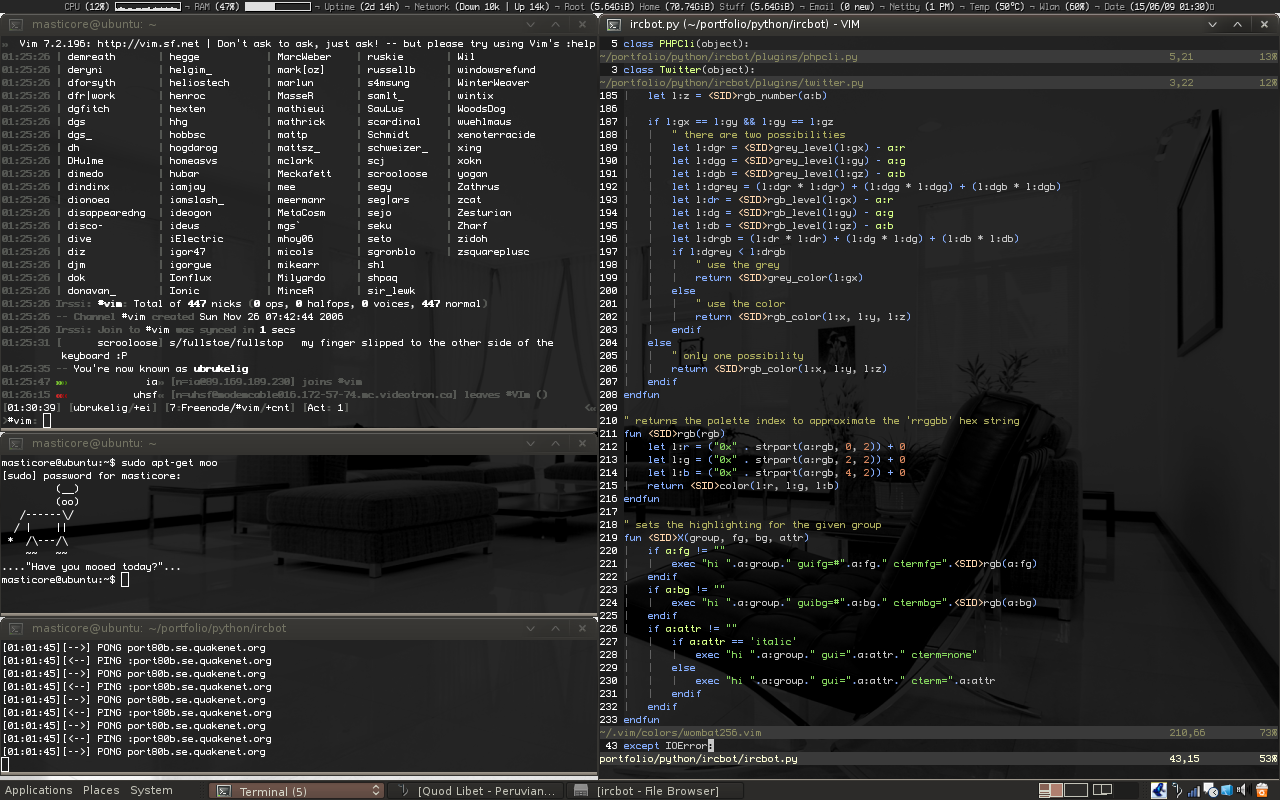 CPU (12%) ¬ RAM (47%) ¬ Uptime (2d 14h) ¬ Network (Down 10k | Up 14k) ¬ Root (5.64GiB) Home (70.74GiB) Stuff (5.64GiB) ¬ Email (0 new) ¬ Nettby (1 PM) ¬ Temp (50°C) ¬ Wlan (60%) ¬ Date (15/06/09 01:30)
masticore@ubuntu: ~
Vim 7.2.196: http://vim.sf.net | Don't ask to ask, just ask! -- but please try using Vim's :help
01:25:26 | demreath | hegge | MarcWeber | ruskie | Wil
01:25:26 | deryni | helgim_ | mark[oz] | russellb | windowsrefund
01:25:26 | dforsyth | heliostech | marlun | s4msung | WinterWeaver
01:25:26 | dfr|work | henroc | MasseR | samlt_ | wintix
01:25:26 | dgfitch | hexten | mathieui | SauLus | WoodsDog
01:25:26 | dgs | hhg | mathrick | scardinal | wuehlmaus
01:25:26 | dgs_ | hobbsc | mattp | Schmidt | xenoterracide
01:25:26 | dh | hogdarog | mattsz_ | schweizer_ | xing
01:25:26 | DHulme | homeasvs | mclark | scj | xokn
01:25:26 | dimedo | hubar | Meckafett | scrooloose | yogan
01:25:26 | dindinx | iamjay | mee | segy | Zathrus
01:25:26 | dionoea | iamslash_ | meermanr | seg|ars | zcat
01:25:26 | disappearedng | ideogon | MetaCosm | sejo | Zesturian
01:25:26 | disco- | ideus | mgs` | seku | Zharf
01:25:26 | dive | iElectric | mhoy06 | seto | zidoh
01:25:26 | diz | igor47 | micols | sgronblo | zsquareplusc
01:25:26 | djm | igorgue | mikearr | sh1
01:25:26 | dok | Ionflux | Milyardo | shpaq
01:25:26 | donavan_ | Ionic | MinceR | sir_lewk
01:25:26 Irssi: #vim: Total of 447 nicks (0 ops, 0 halfops, 0 voices, 447 normal)
01:25:26 -- Channel #vim created Sun Nov 26 07:42:44 2006
01:25:26 Irssi: Join to #vim was synced in 1 secs
01:25:31 [ scrooloose] s/fullstoe/fullstop my finger slipped to the other side of the
keyboard :P
01:25:35 -- You're now known as ubrukelig
01:25:47 »» ia» [n=ia@89.169.189.230] joins #vim
01:26:15 uhsf» [n=uhsf@modemcable016.172-57-74.mc.videotron.ca] leaves #VIm ()
[01:30:39] [ubrukelig/+ei] [7:Freenode/#vim/+cnt] [Act: 1]
>#vim:
masticore@ubuntu: ~
masticore@ubuntu:~$ sudo apt-get moo
[sudo] password for masticore:
(__)
(oo)
/------\/
/ | ||
* /\---/\
~~ ~~
...."Have you mooed today?"...
masticore@ubuntu:~$
masticore@ubuntu: ~/portfolio/python/ircbot
[01:01:45][-->] PONG port80b.se.quakenet.org
[01:01:45][<--] PING :port80b.se.quakenet.org
[01:01:45][-->] PONG port80b.se.quakenet.org
[01:01:45][<--] PING :port80b.se.quakenet.org
[01:01:45][-->] PONG port80b.se.quakenet.org
[01:01:45][<--] PING :port80b.se.quakenet.org
[01:01:45][-->] PONG port80b.se.quakenet.org
[01:01:45][<--] PING :port80b.se.quakenet.org
[01:01:45][-->] PONG port80b.se.quakenet.org
ircbot.py (~/portfolio/python/ircbot) - VIM
5 class PHPCli(object):
~/portfolio/python/ircbot/plugins/phpcli.py 5,21 13%
3 class Twitter(object):
~/portfolio/python/ircbot/plugins/twitter.py 3,22 12%
185 | let l:z = <SID>rgb_number(a:b)
186
187 | if l:gx == l:gy && l:gy == l:gz
188 | | " there are two possibilities
189 | | let l:dgr = <SID>grey_level(l:gx) - a:r
190 | | let l:dgg = <SID>grey_level(l:gy) - a:g
191 | | let l:dgb = <SID>grey_level(l:gz) - a:b
192 | | let l:dgrey = (l:dgr * l:dgr) + (l:dgg * l:dgg) + (l:dgb * l:dgb)
193 | | let l:dr = <SID>rgb_level(l:gx) - a:r
194 | | let l:dg = <SID>rgb_level(l:gy) - a:g
195 | | let l:db = <SID>rgb_level(l:gz) - a:b
196 | | let l:drgb = (l:dr * l:dr) + (l:dg * l:dg) + (l:db * l:db)
197 | | if l:dgrey < l:drgb
198 | | | " use the grey
199 | | | return <SID>grey_color(l:gx)
200 | | else
201 | | | " use the color
202 | | | return <SID>rgb_color(l:x, l:y, l:z)
203 | | endif
204 | else
205 | | " only one possibility
206 | | return <SID>rgb_color(l:x, l:y, l:z)
207 | endif
208 endfun
209
210 " returns the palette index to approximate the 'rrggbb' hex string
211 fun <SID>rgb(rgb)
212 | let l:r = ("0x" . strpart(a:rgb, 0, 2)) + 0
213 | let l:g = ("0x" . strpart(a:rgb, 2, 2)) + 0
214 | let l:b = ("0x" . strpart(a:rgb, 4, 2)) + 0
215 | return <SID>color(l:r, l:g, l:b)
216 endfun
217
218 " sets the highlighting for the given group
219 fun <SID>X(group, fg, bg, attr)
220 | if a:fg != ""
221 | | exec "hi ".a:group." guifg=#".a:fg." ctermfg=".<SID>rgb(a:fg)
222 | endif
223 | if a:bg != ""
224 | | exec "hi ".a:group." guibg=#".a:bg." ctermbg=".<SID>rgb(a:bg)
225 | endif
226 | if a:attr != ""
227 | | if a:attr == 'italic'
228 | | | exec "hi ".a:group." gui=".a:attr." cterm=none"
229 | | else
230 | | | exec "hi ".a:group." gui=".a:attr." cterm=".a:attr
231 | | endif
232 | endif
233 endfun
~/.vim/colors/wombat256.vim 210,66 73%
43 except IOError:
portfolio/python/ircbot/ircbot.py 43,15 53%
Applications Places System Terminal (5) [Quod Libet - Peruvian... [ircbot - File Browser]